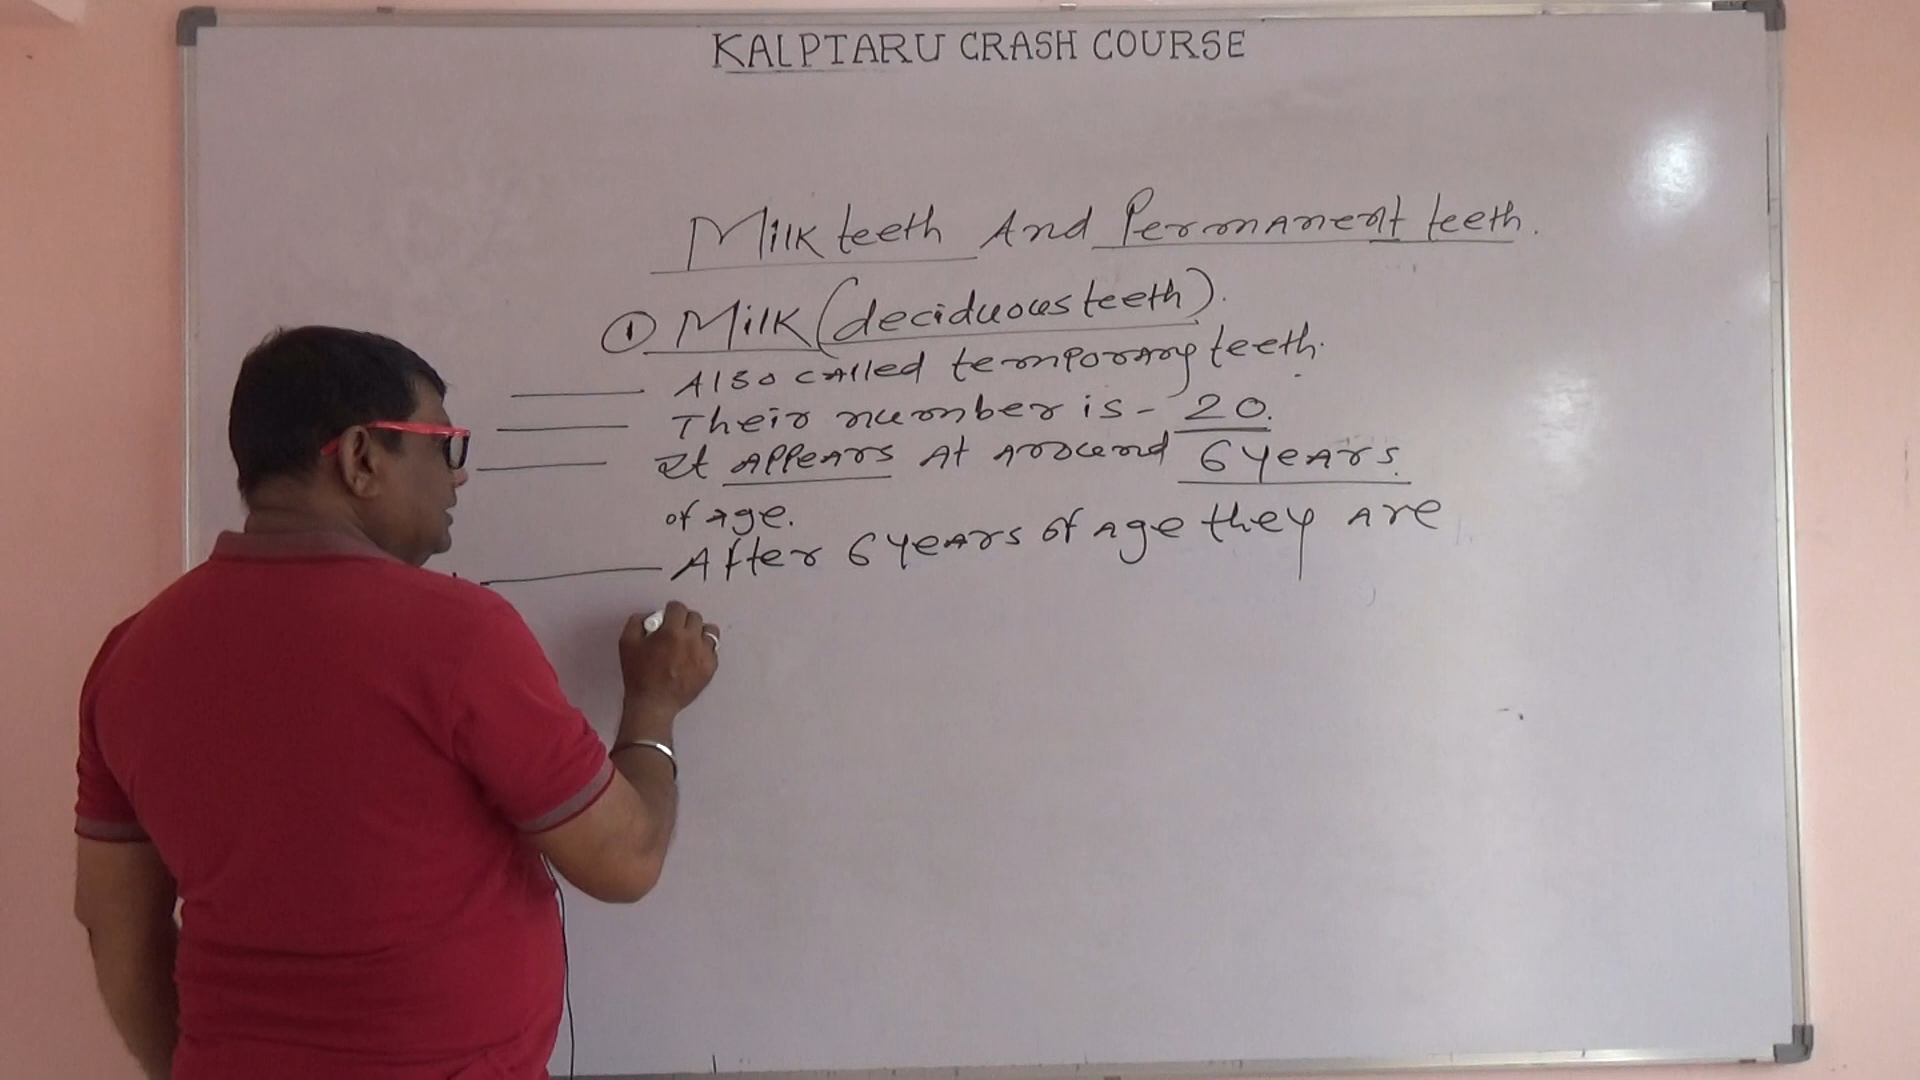 KALPTARU CRASH COURSE
Milk teeth And Permanent teeth.
① Milk (deciduous teeth).
Also called temporary teeth.
Their number is - 20.
It appears at around 6 years.
of age.
After 6 years of age they are